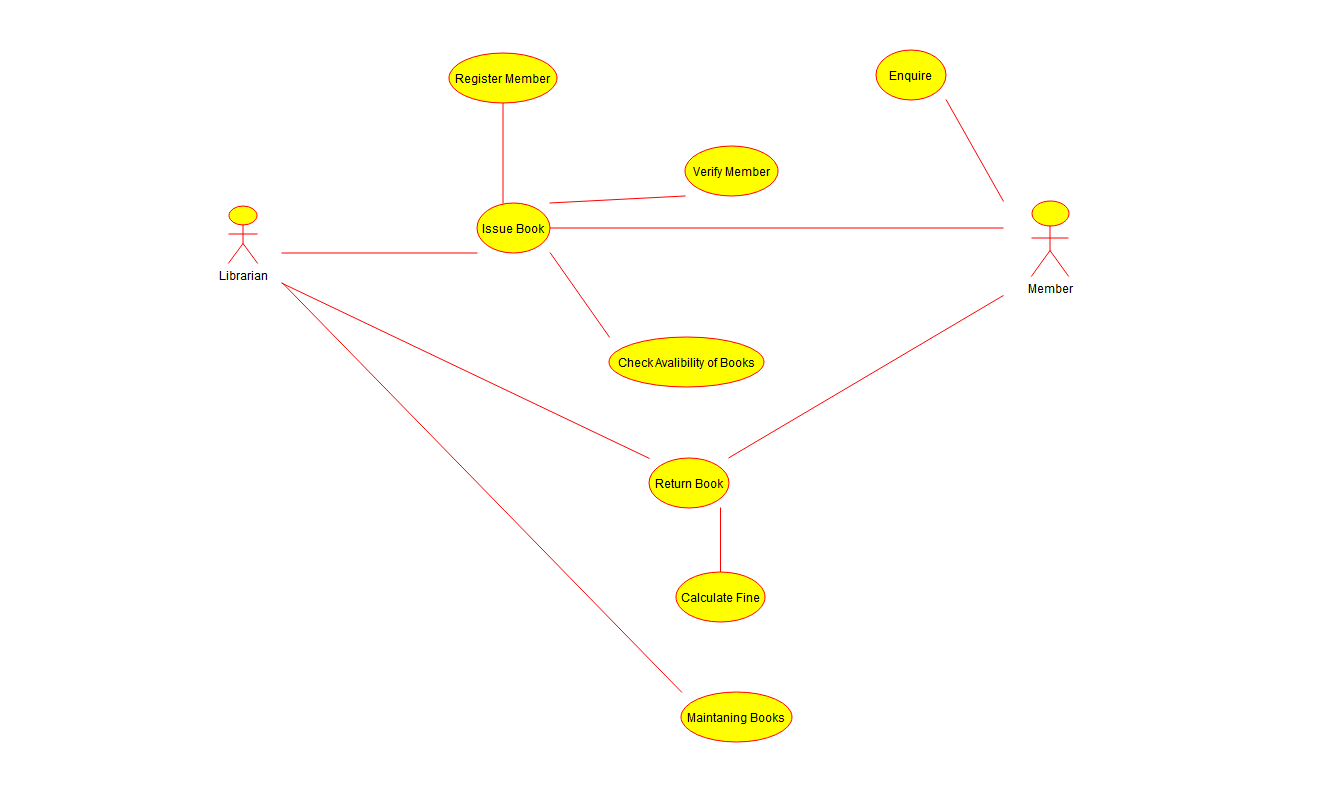 Enquire
Register Member
Verify Member
Issue Book
Librarian
Member
Check Avalibility of Books
Return Book
Calculate Fine
Maintaning Books